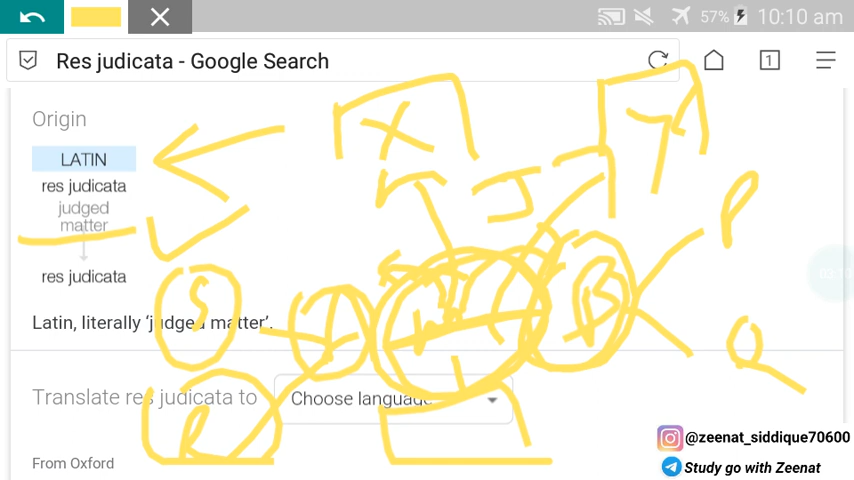 57% 10:10 am
Res judicata - Google Search
1
Origin
LATIN
res judicata
judged
matter
res judicata
Latin, literally ‘judged matter’.
Translate res judicata to Choose language
From Oxford
X
Y
J
P
S
B
Q
R
@zeenat_siddique70600
Study go with Zeenat